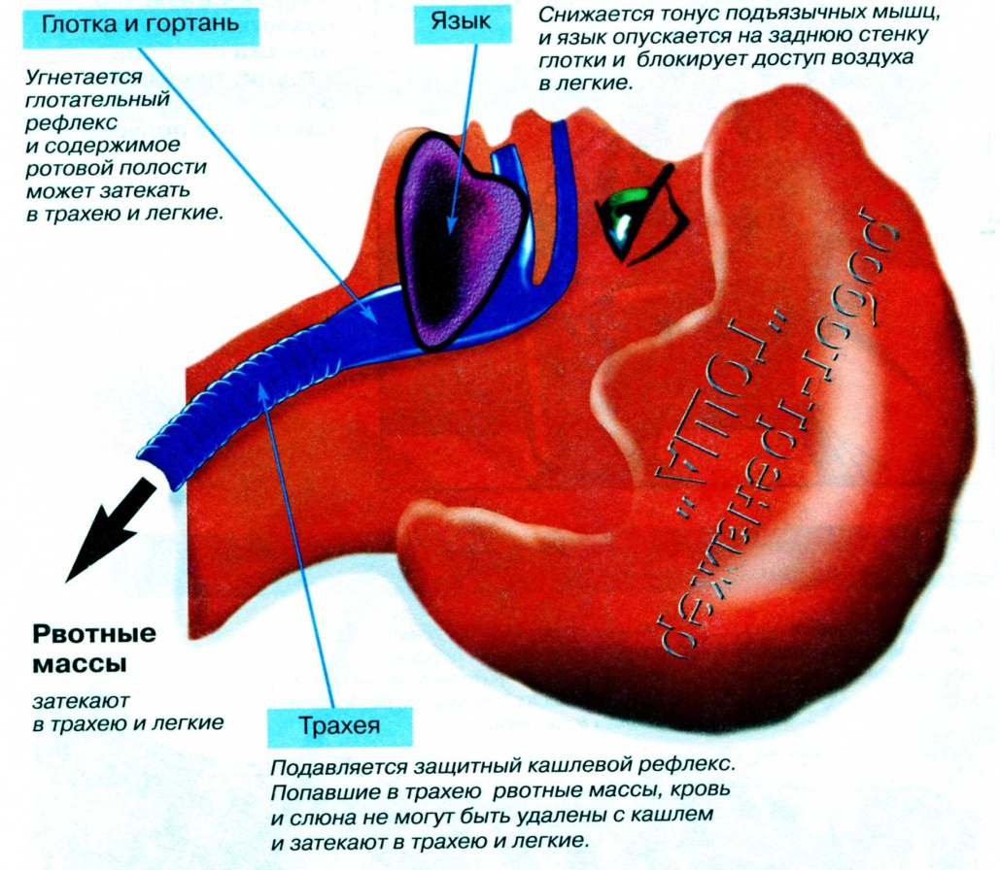 Глотка и гортань
Угнетается
глотательный
рефлекс
и содержимое
ротовой полости
может затекать
в трахею и легкие.
Язык
Снижается тонус подъязычных мышц,
и язык опускается на заднюю стенку
глотки и блокирует доступ воздуха
в легкие.
Рвотные
массы
затекают
в трахею и легкие
Трахея
Подавляется защитный кашлевой рефлекс.
Попавшие в трахею рвотные массы, кровь
и слюна не могут быть удалены с кашлем
и затекают в трахею и легкие.